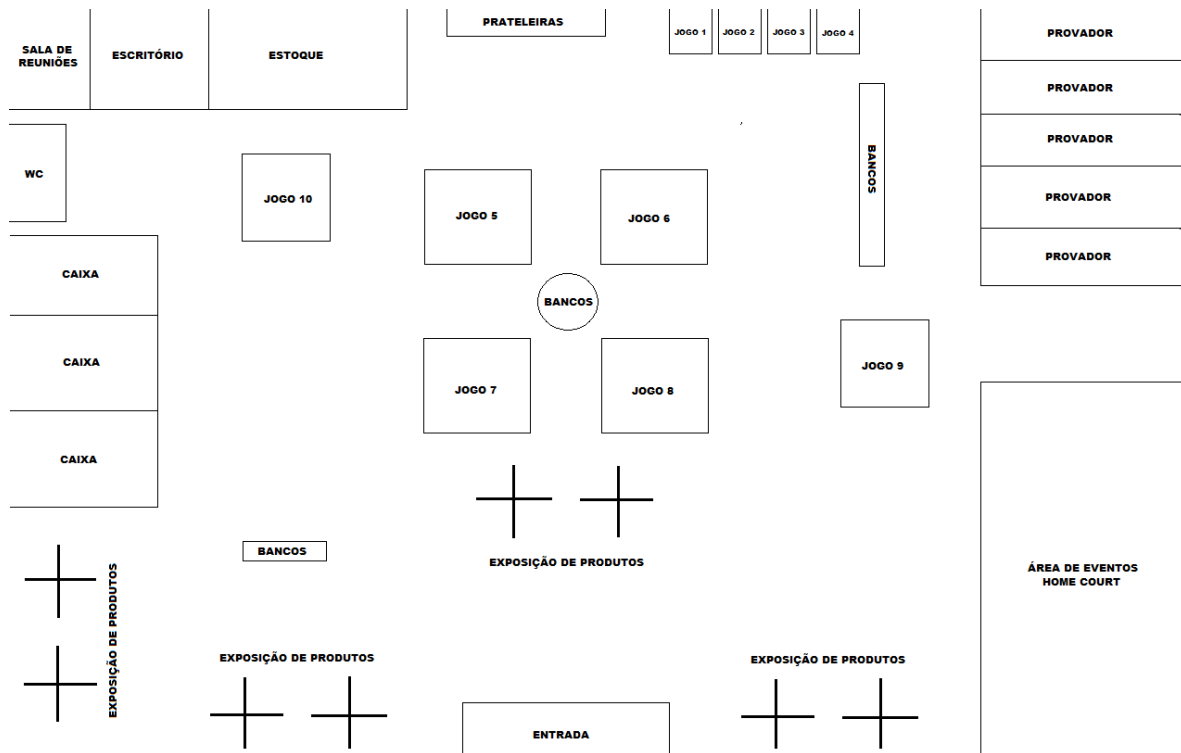 PRATELEIRAS
JOGO 1
JOGO 2
JOGO 3
JOGO 4
PROVADOR
SALA DE
REUNIÕES
ESCRITÓRIO
ESTOQUE
PROVADOR
PROVADOR
BANCOS
WC
JOGO 10
JOGO 5
JOGO 6
PROVADOR
PROVADOR
CAIXA
BANCOS
CAIXA
JOGO 7
JOGO 8
JOGO 9
CAIXA
BANCOS
EXPOSIÇÃO DE PRODUTOS
ÁREA DE EVENTOS
HOME COURT
EXPOSIÇÃO DE PRODUTOS
EXPOSIÇÃO DE PRODUTOS
EXPOSIÇÃO DE PRODUTOS
ENTRADA